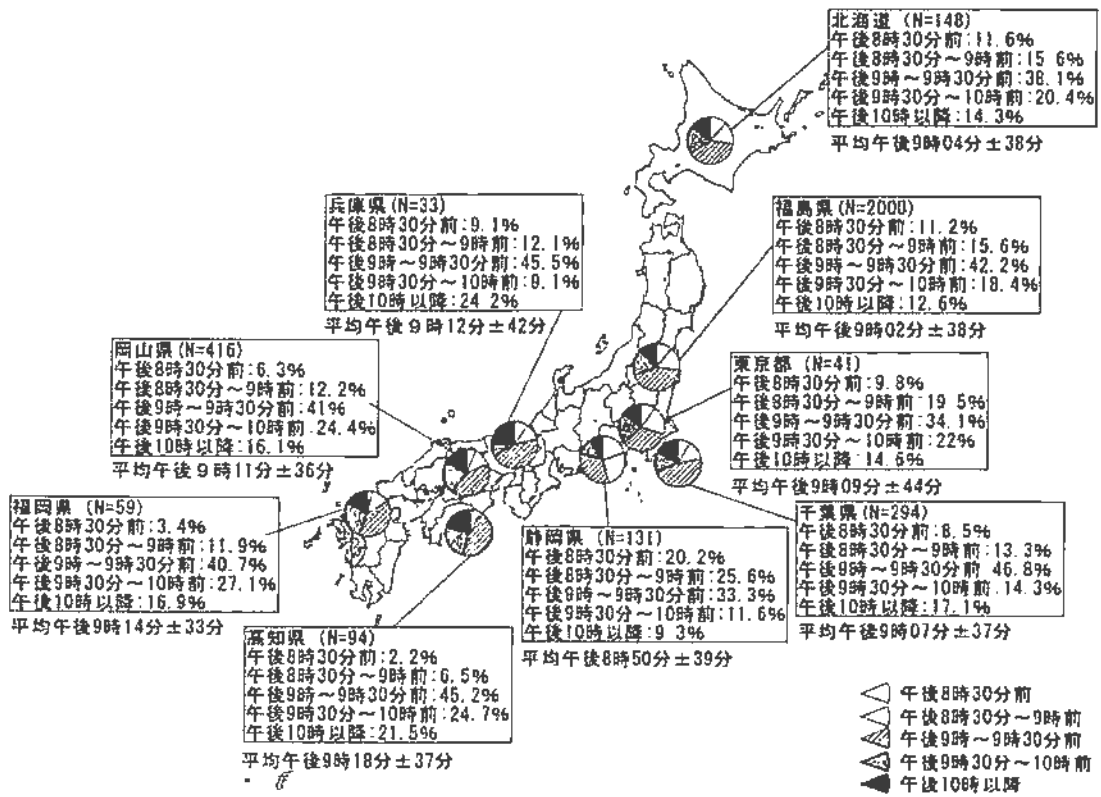 北海道 (N=148)
午後8時30分前:11.6%
午後8時30分～9時前:15.6%
午後9時～9時30分前:38.1%
午後9時30分～10時前:20.4%
午後10時以降:14.3%
平均午後9時04分±38分
兵庫県(N=33)
午後8時30分前:9.1%
午後8時30分～9時前:12.1%
午後9時～9時30分前:45.5%
午後9時30分～10時前:9.1%
午後10時以降:24.2%
平均午後9時12分±42分
福島県(N=2000)
午後8時30分前:11.2%
午後8時30分～9時前:15.6%
午後9時～9時30分前:42.2%
午後9時30分～10時前:18.4%
午後10時以降:12.6%
平均午後9時02分±38分
岡山県(N=416)
午後8時30分前:6.3%
午後8時30分～9時前:12.2%
午後9時～9時30分前:41%
午後9時30分～10時前:24.4%
午後10時以降:16.1%
平均午後9時11分±36分
東京都 (N=41)
午後8時30分前:9.8%
午後8時30分～9時前:19.5%
午後9時～9時30分前:34.1%
午後9時30分～10時前:22%
午後10時以降:14.6%
平均午後9時09分±44分
福岡県 (N=59)
午後8時30分前:3.4%
午後8時30分～9時前:11.9%
午後9時～9時30分前:40.7%
午後9時30分～10時前:27.1%
午後10時以降:16.9%
平均午後9時14分±33分
静岡県 (N=131)
午後8時30分前:20.2%
午後8時30分～9時前:25.6%
午後9時～9時30分前:33.3%
午後9時30分～10時前:11.6%
午後10時以降:9.3%
平均午後8時50分±39分
千葉県(N=294)
午後8時30分前:8.5%
午後8時30分～9時前:13.3%
午後9時～9時30分前 46.8%
午後9時30分～10時前:14.3%
午後10時以降:17.1%
平均午後9時07分±37分
高知県 (N=94)
午後8時30分前:2.2%
午後8時30分～9時前:6.5%
午後9時～9時30分前:45.2%
午後9時30分～10時前:24.7%
午後10時以降:21.5%
平均午後9時18分±37分
午後8時30分前
午後8時30分～9時前
午後9時～9時30分前
午後9時30分～10時前
午後10時以降